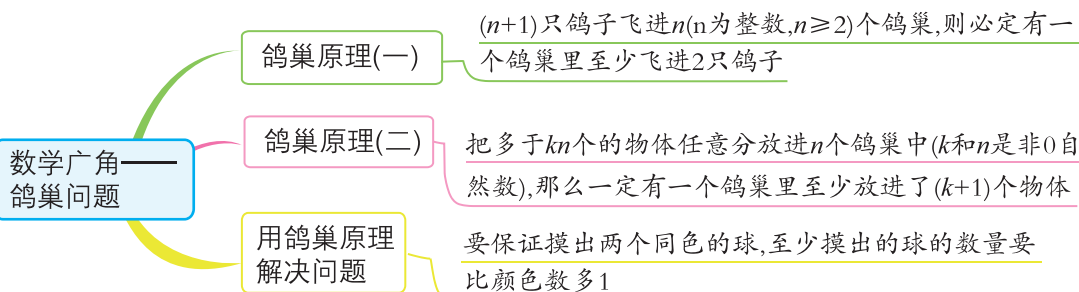 数学广角——
鸽巢问题
鸽巢原理(一)
(n+1)只鸽子飞进n(n为整数,n≥2)个鸽巢,则必定有一
个鸽巢里至少飞进2只鸽子
鸽巢原理(二)
把多于kn个的物体任意分放进n个鸽巢中(k和n是非0自
然数),那么一定有一个鸽巢里至少放进了(k+1)个物体
用鸽巢原理
解决问题
要保证摸出两个同色的球,至少摸出的球的数量要
比颜色数多1